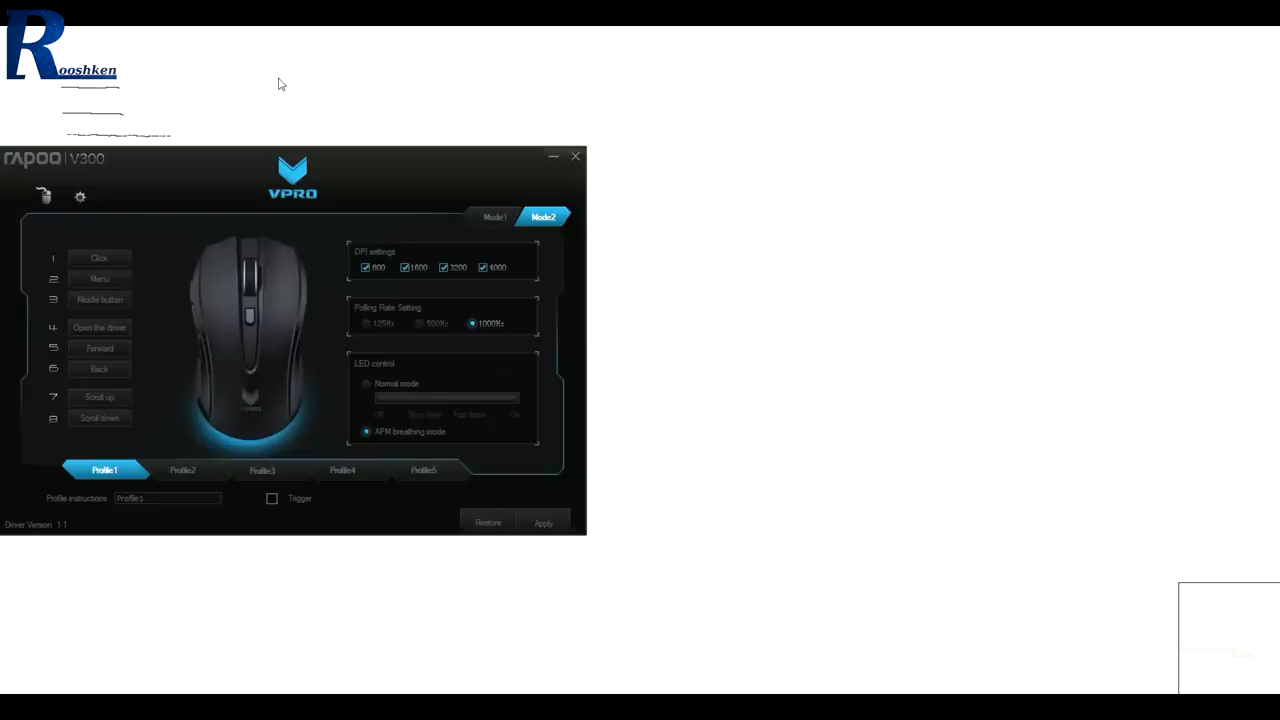 Rooshken
rapoo | V300
VPRO
Mode1 Mode2
DPI settings
800 1600 3200 4000
1 Click
2 Menu
3 Middle button
4 Open the driver
5 Forward
6 Back
7 Scroll up
8 Scroll down
Polling Rate Setting
125Hz 500Hz 1000Hz
LED control
Normal mode
Off
On
APM breathing mode
VPRO
Profile1 Profile2 Profile3 Profile4 Profile5
Profile instructions Profile1 Trigger
Driver Version 1.1
Restore Apply